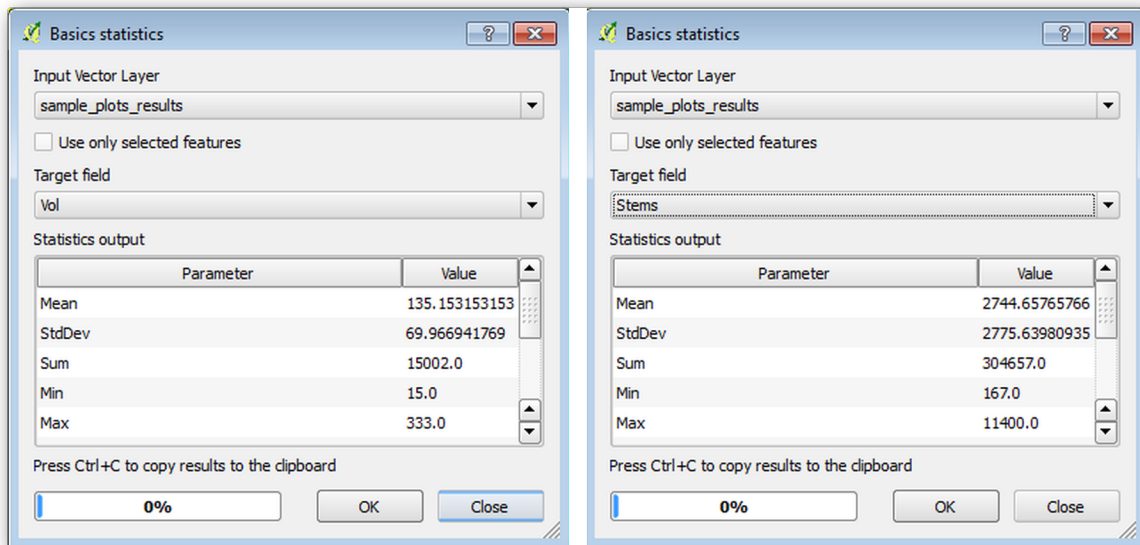 Basics statistics
Input Vector Layer
sample_plots_results
Use only selected features
Target field
Vol
Statistics output
Parameter Value
Mean 135.153153153
StdDev 69.966941769
Sum 15002.0
Min 15.0
Max 333.0
Press Ctrl+C to copy results to the clipboard
0% OK Close
Basics statistics
Input Vector Layer
sample_plots_results
Use only selected features
Target field
Stems
Statistics output
Parameter Value
Mean 2744.65765766
StdDev 2775.63980935
Sum 304657.0
Min 167.0
Max 11400.0
Press Ctrl+C to copy results to the clipboard
0% OK Close